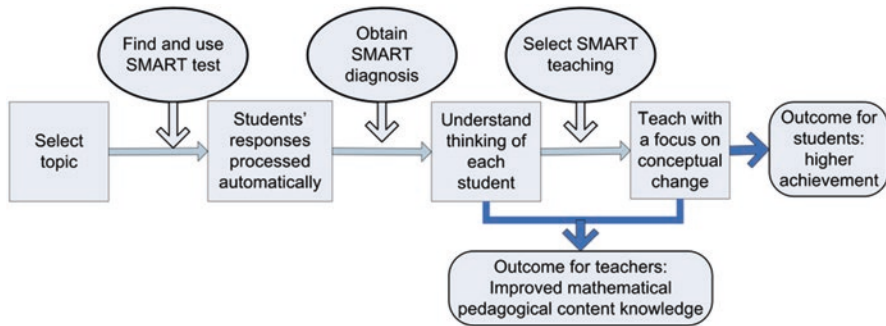 Find and use
SMART test
Obtain
SMART
diagnosis
Select SMART
teaching
Select
topic
Students'
responses
processed
automatically
Understand
thinking of
each
student
Teach with
a focus on
conceptual
change
Outcome for
students:
higher
achievement
Outcome for teachers:
Improved mathematical
pedagogical content knowledge